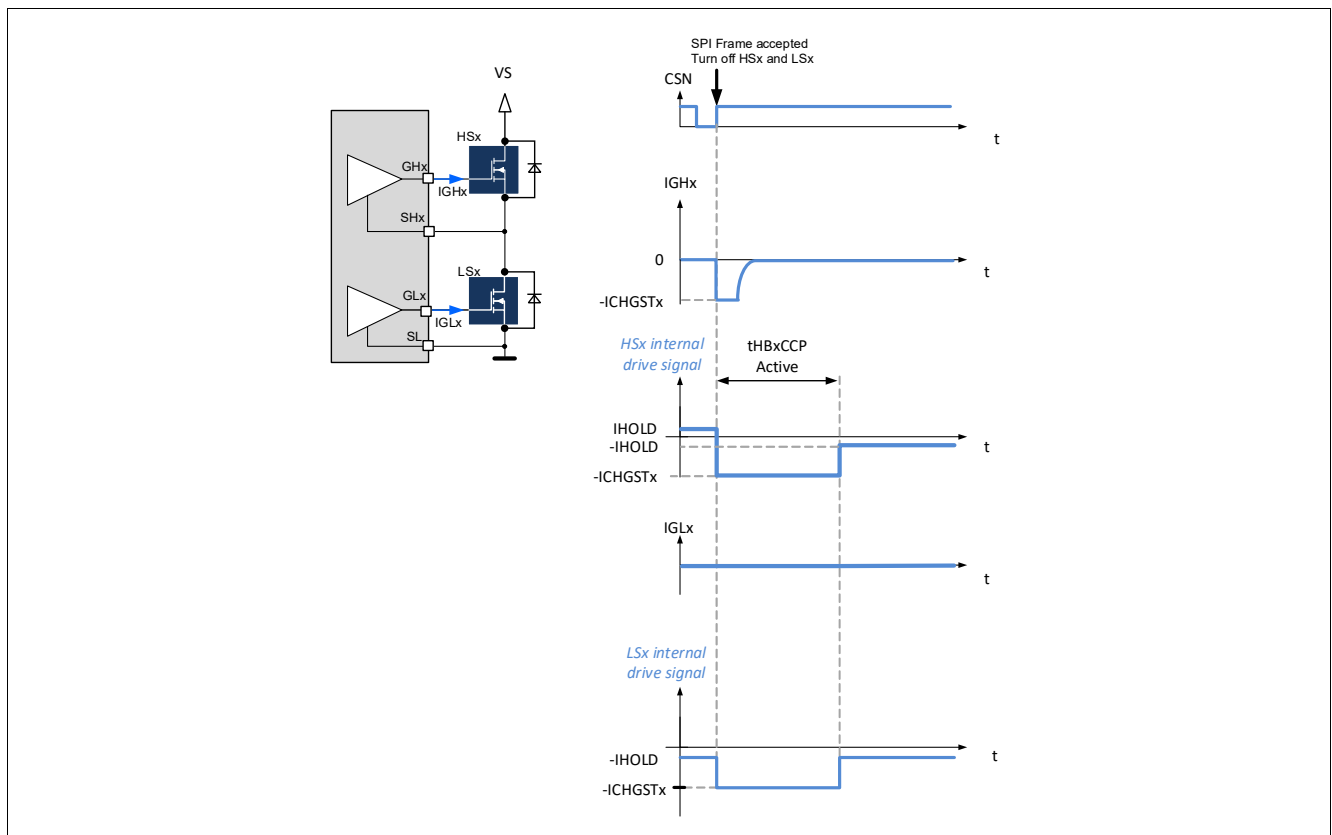 SPI Frame accepted
Turn off HSx and LSx
CSN
t
VS
HSx
GHx
IGHx
SHx
LSx
GLx
IGLx
SL
IGHx
0
t
-ICHGSTx
HSx internal
drive signal
tHBxCCP
Active
IHOLD
-IHOLD
t
-ICHGSTx
IGLx
t
LSx internal
drive signal
-IHOLD
t
-ICHGSTx